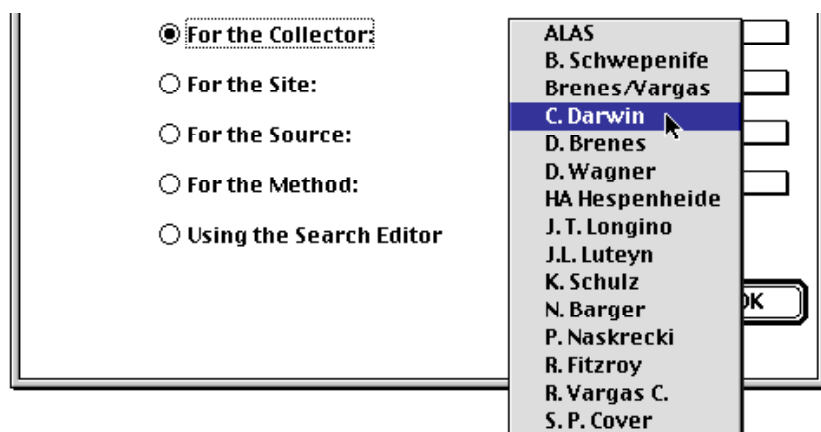 For the Collector:
For the Site:
For the Source:
For the Method:
Using the Search Editor
ALAS
B. Schwepenife
Brenes/Vargas
C. Darwin
D. Brenes
D. Wagner
HA Hespenheide
J. T. Longino
J.L. Luteyn
K. Schulz
N. Barger
P. Naskrecki
R. Fitzroy
R. Vargas C.
S. P. Cover